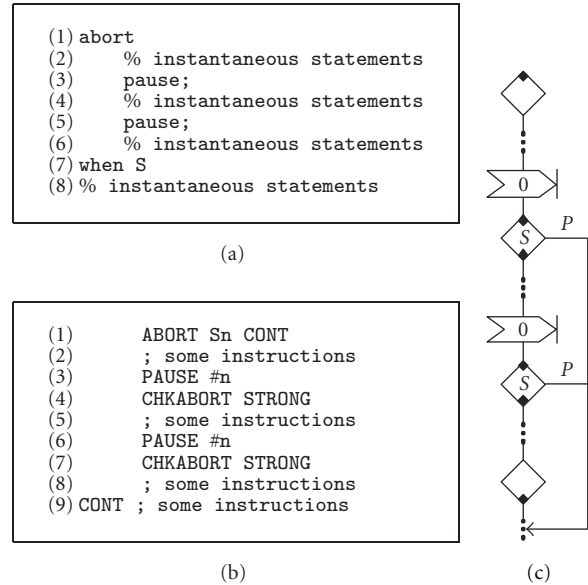 (1) abort
(2) % instantaneous statements
(3) pause;
(4) % instantaneous statements
(5) pause;
(6) % instantaneous statements
(7) when S
(8) % instantaneous statements
(a)
(1) ABORT Sn CONT
(2) ; some instructions
(3) PAUSE #n
(4) CHKABORT STRONG
(5) ; some instructions
(6) PAUSE #n
(7) CHKABORT STRONG
(8) ; some instructions
(9) CONT ; some instructions
(b)
0
S
P
0
S
P
(c)